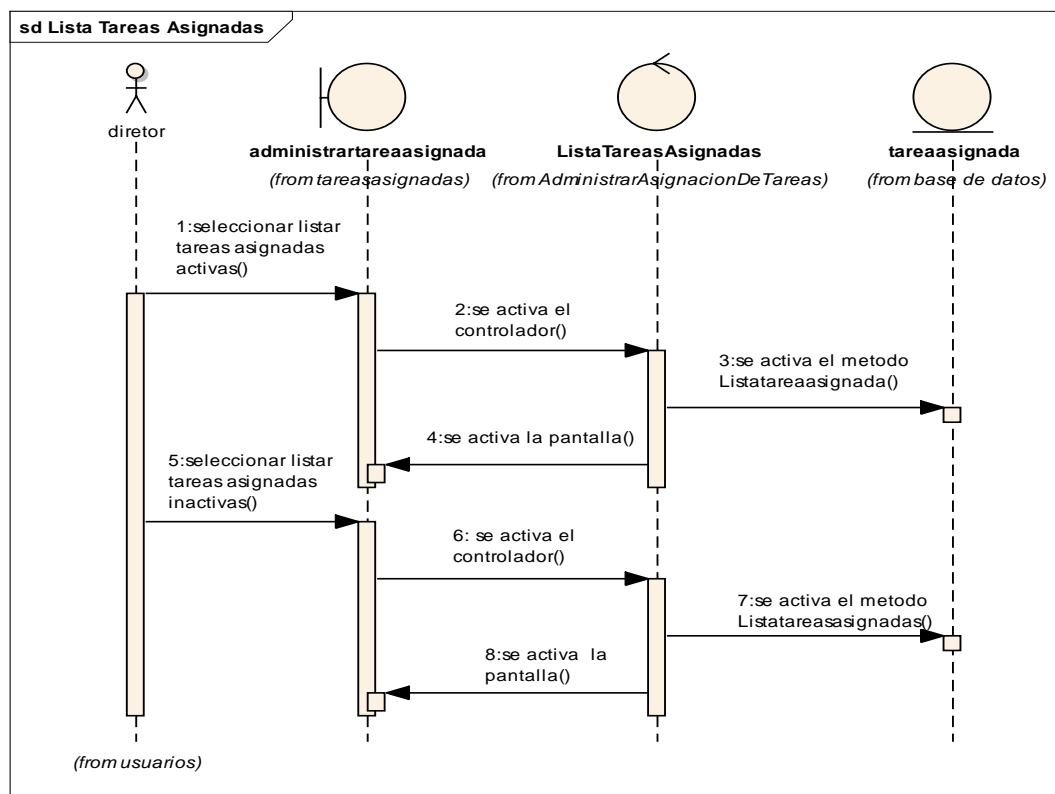 sd Lista Tareas Asignadas
diretor
administrartareaasignada
(from tareasasignadas)
ListaTareasAsignadas
(from AdministrarAsignacionDeTareas)
tareaasignada
(from base de datos)
1:seleccionar listar
tareas asignadas
activas()
2:se activa el
controlador()
3:se activa el metodo
Listatareaasignada()
4:se activa la pantalla()
5:seleccionar listar
tareas asignadas
inactivas()
6: se activa el
controlador()
7:se activa el metodo
Listatareasasignadas()
8:se activa la
pantalla()
(from usuarios)